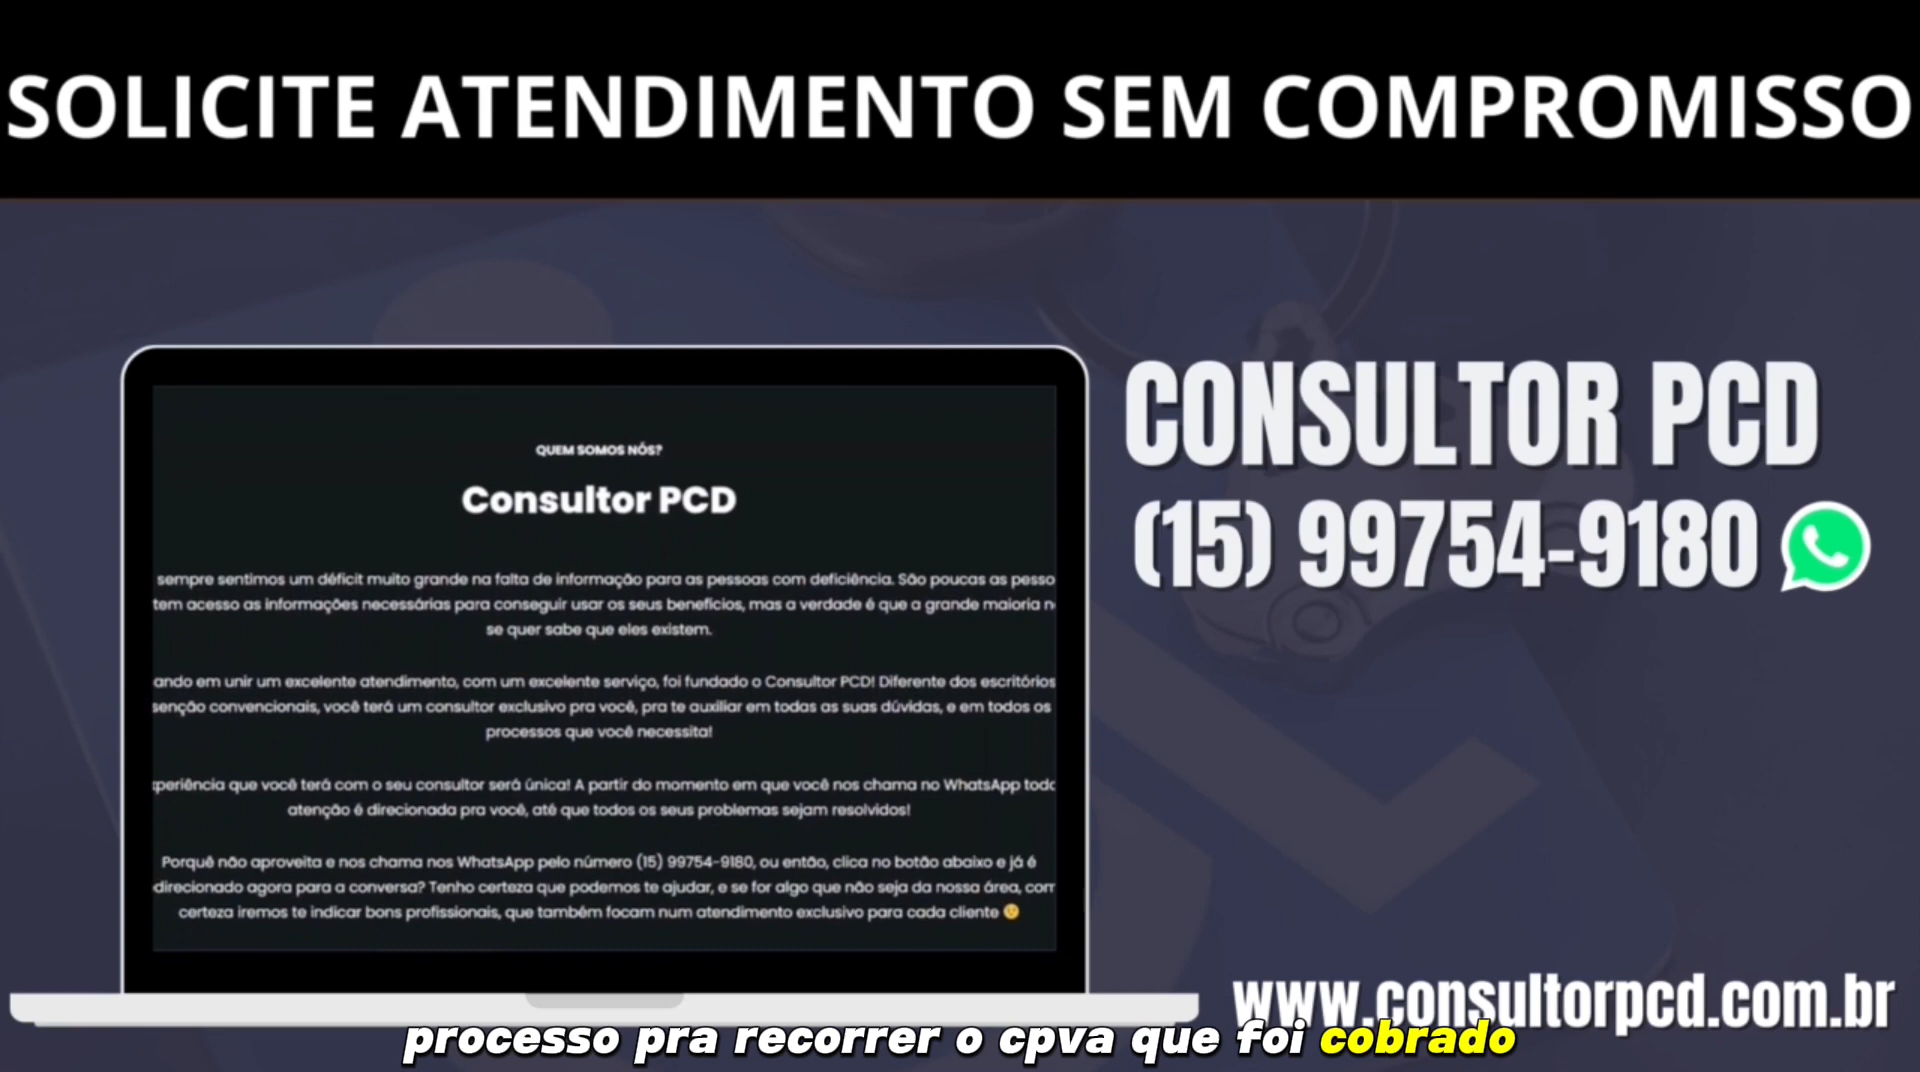 SOLICITE ATENDIMENTO SEM COMPROMISSO
QUEM SOMOS NÓS?
Consultor PCD
sempre sentimos um déficit muito grande na falta de informação para as pessoas com deficiência. São poucas as pesso
tem acesso as informações necessárias para conseguir usar os seus benefícios, mas a verdade é que a grande maioria n
se quer sabe que eles existem.
ando em unir um excelente atendimento, com um excelente serviço, foi fundado o Consultor PCD! Diferente dos escritórios
senção convencionais, você terá um consultor exclusivo pra você, pra te auxiliar em todas as suas dúvidas, e em todos os
processos que você necessita!
periência que você terá com o seu consultor será única! A partir do momento em que você nos chama no WhatsApp toda
atenção é direcionada pra você, até que todos os seus problemas sejam resolvidos!
Porquê não aproveita e nos chama nos WhatsApp pelo número (15) 99754-9180, ou então, clica no botão abaixo e já é
direcionado agora para a conversa? Tenho certeza que podemos te ajudar, e se for algo que não seja da nossa área, com
certeza iremos te indicar bons profissionais, que também focam num atendimento exclusivo para cada cliente
CONSULTOR PCD
(15) 99754-9180
www.consultorpcd.com.br
processo pra recorrer o cpva que foi cobrado